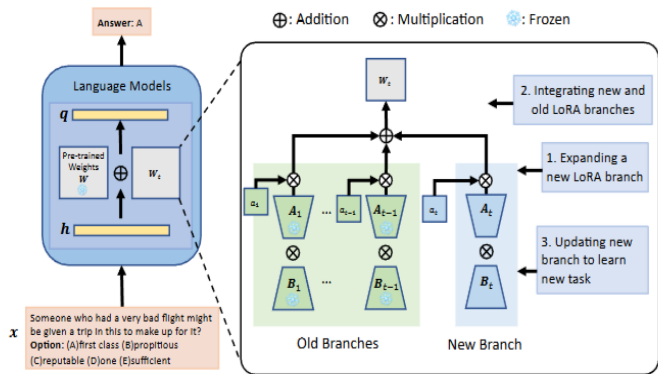 Answer: A
⊕: Addition ⊗: Multiplication ❄: Frozen
Language Models
q
Pre-trained
Weights
W
W_t
h
x
Someone who had a very bad flight might
be given a trip in this to make up for it?
Option: (A)first class (B)propitious
(C)reputable (D)one (E)sufficient
W_t
a_1
A_1
...
a_{t-1}
A_{t-1}
a_t
A_t
B_1
...
B_{t-1}
B_t
Old Branches
New Branch
2. Integrating new and
old LoRA branches
1. Expanding a
new LoRA branch
3. Updating new
branch to learn
new task